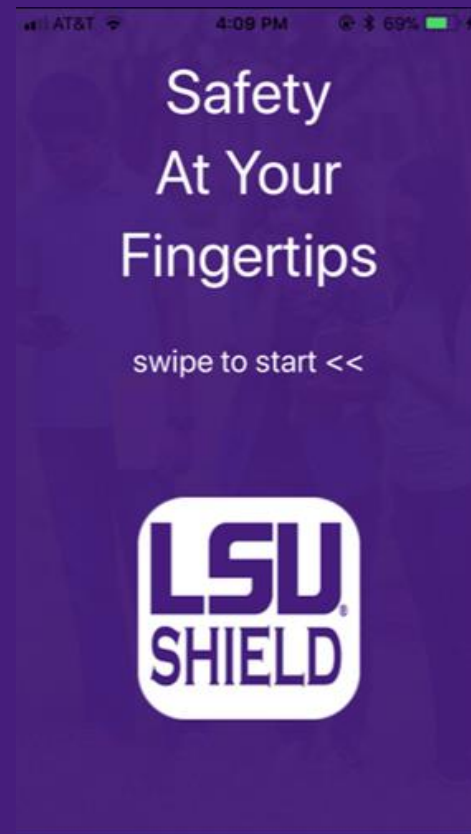 AT&T 4:09 PM 69%
Safety
At Your
Fingertips
swipe to start <<
LSU®
SHIELD